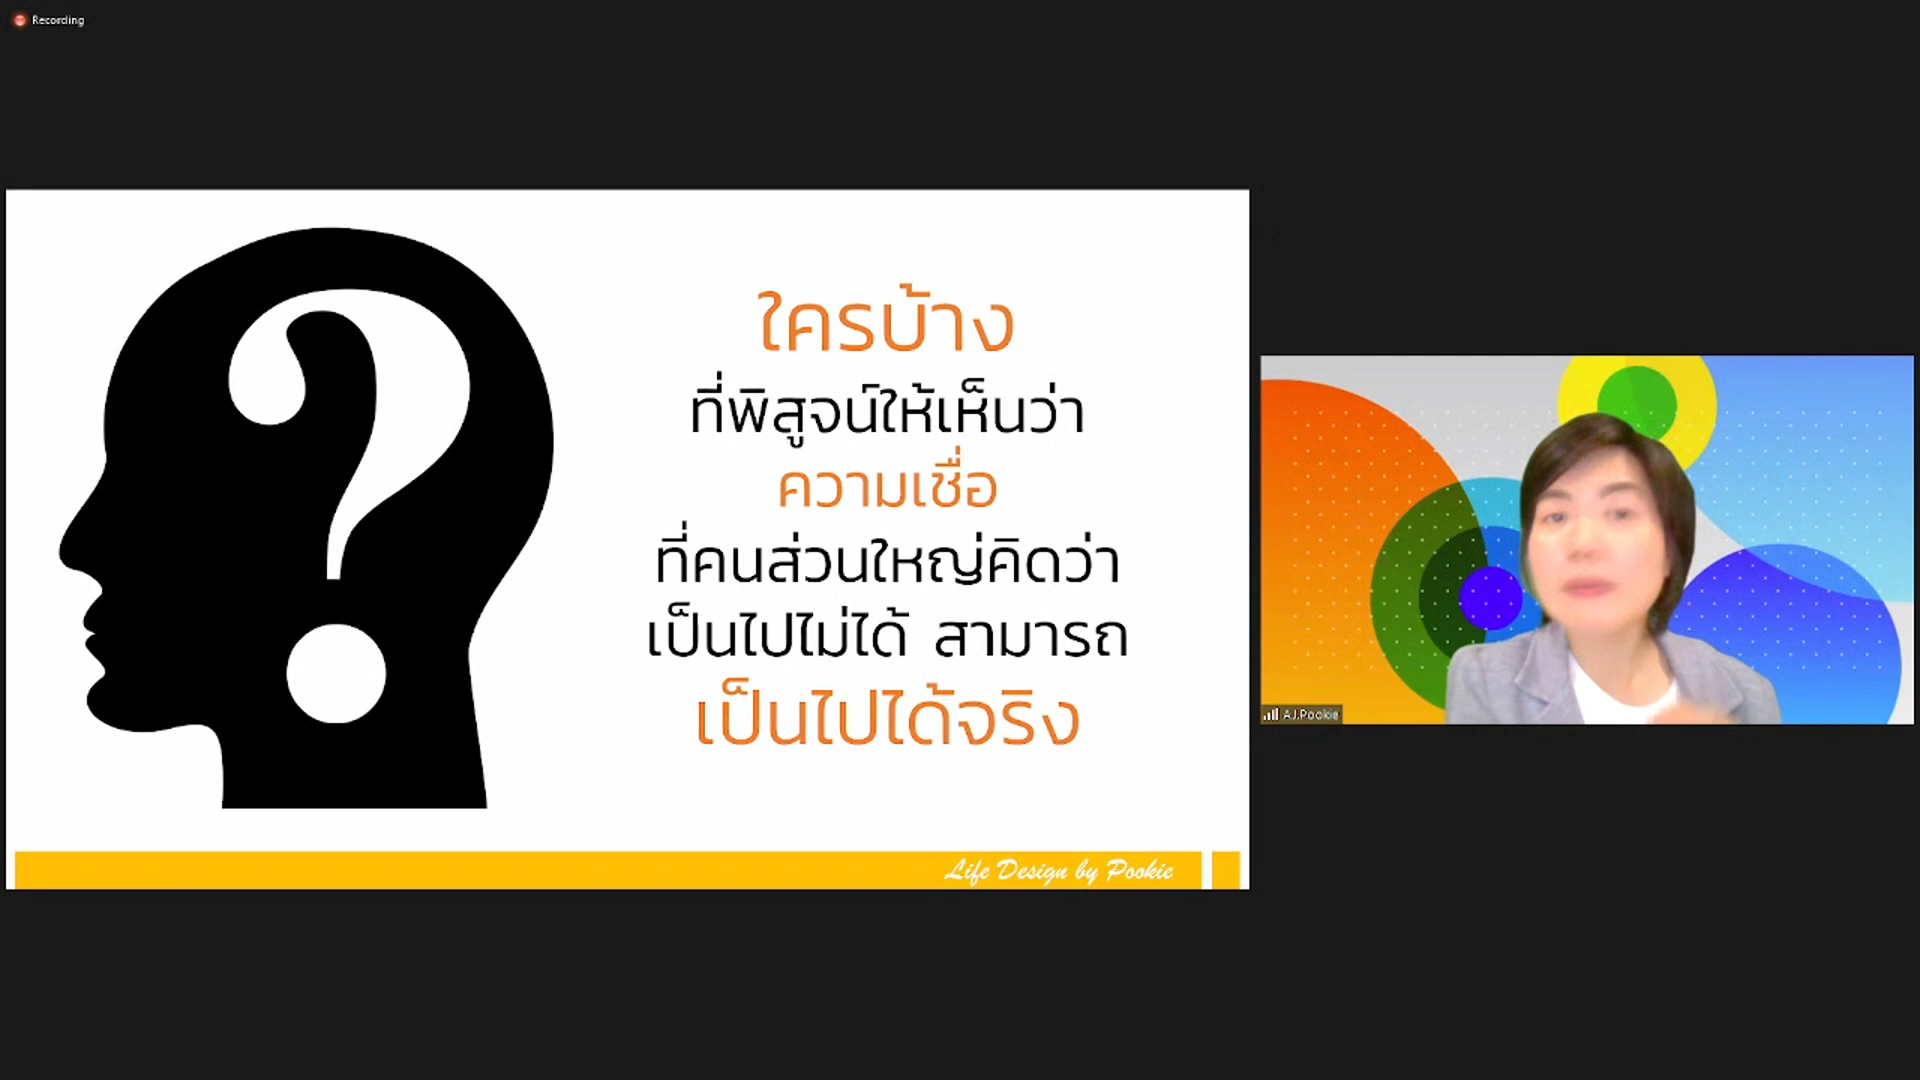 Recording
ใครบ้าง
ที่พิสูจน์ให้เห็นว่า
ความเชื่อ
ที่คนส่วนใหญ่คิดว่า
เป็นไปไม่ได้ สามารถ
เป็นไปได้จริง
Life Design by Pookie
AJ.Pookie